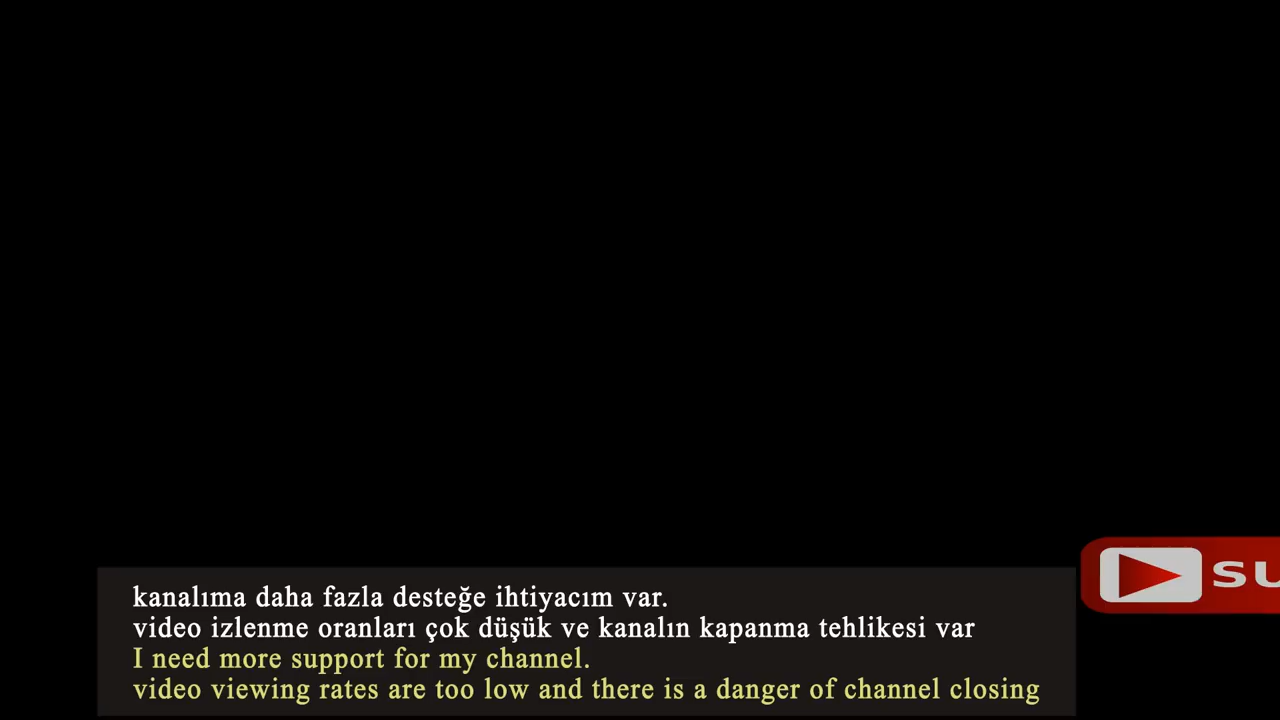 kanalıma daha fazla desteğe ihtiyacım var.
video izlenme oranları çok düşük ve kanalın kapanma tehlikesi var
I need more support for my channel.
video viewing rates are too low and there is a danger of channel closing